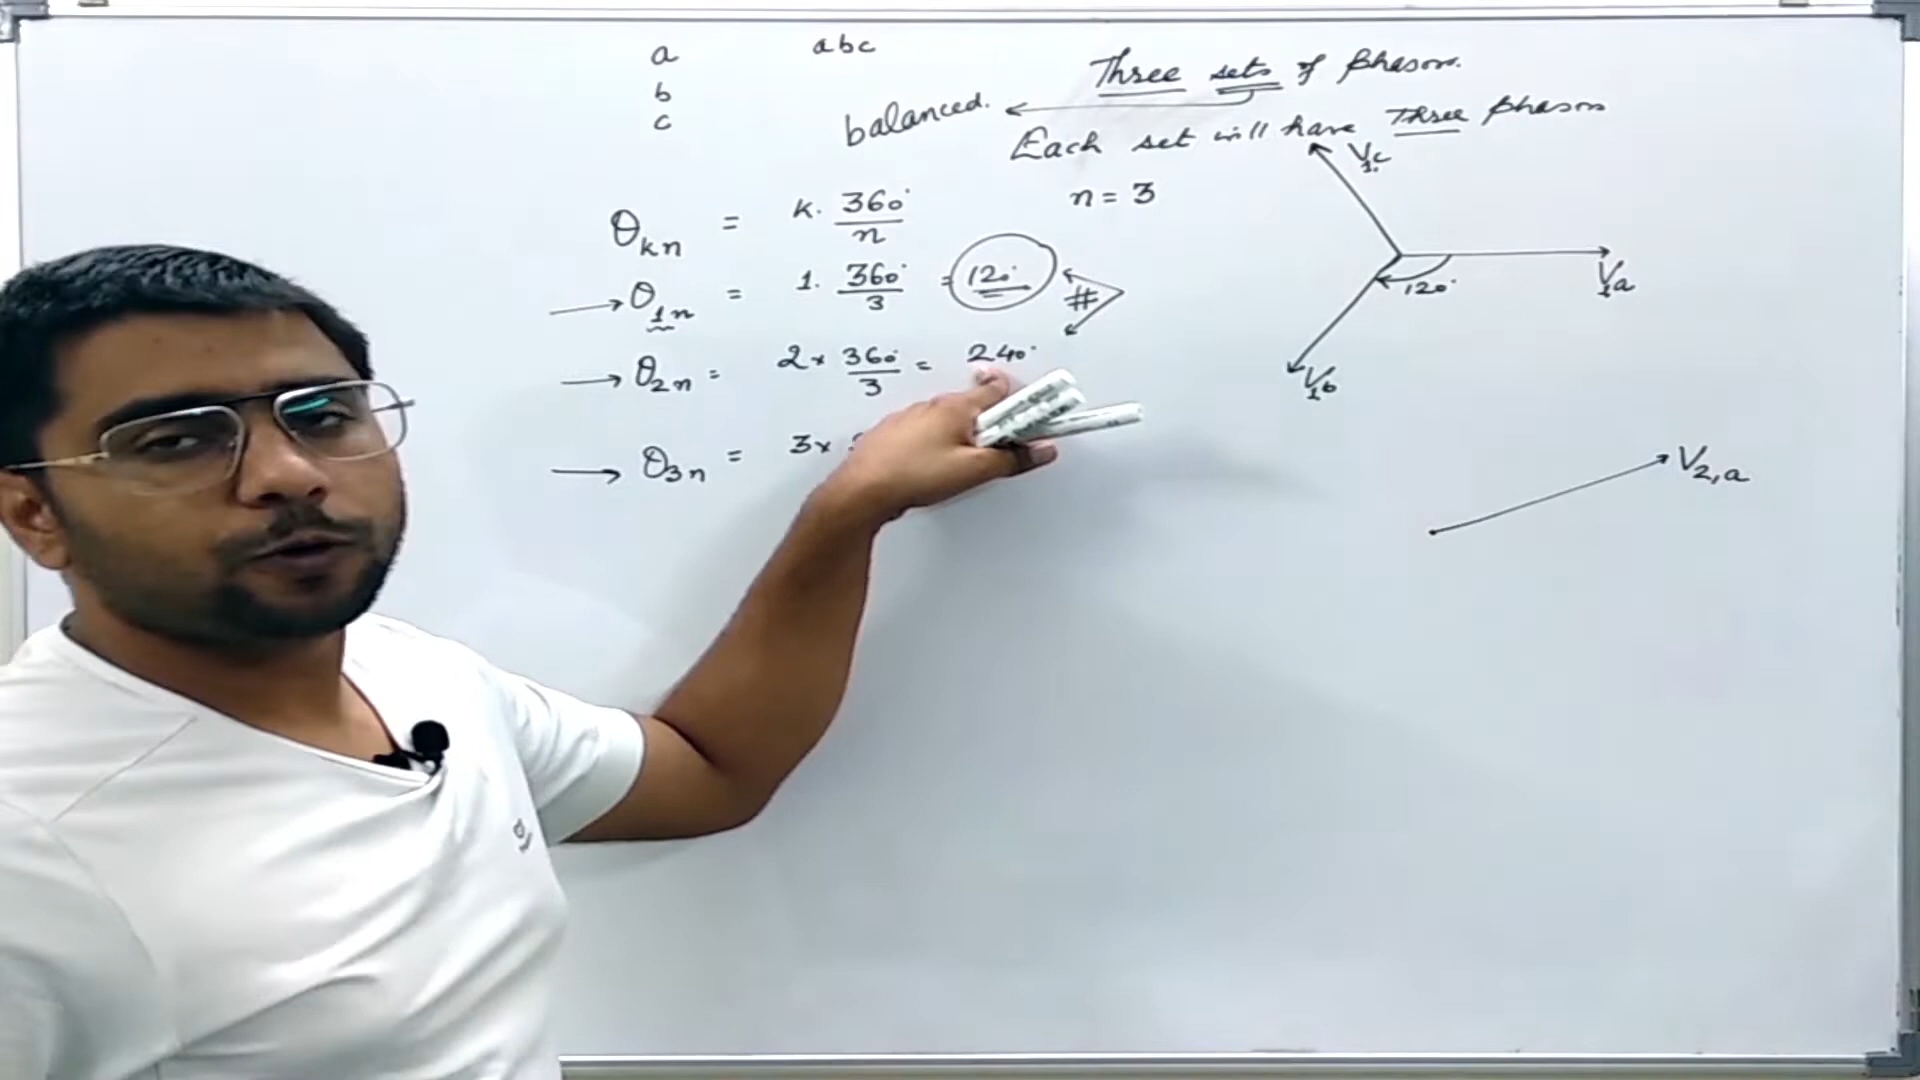 a
b
c
abc
Three sets of phasors.
balanced.
Each set will have Three phasors
θkn = k. 360° / n
n = 3
θ1n = 1. 360° / 3 = 120°
#
θ2n = 2 × 360° / 3 = 240°
θ3n = 3 ×
V1c
V1a
120°
V1b
V2,a